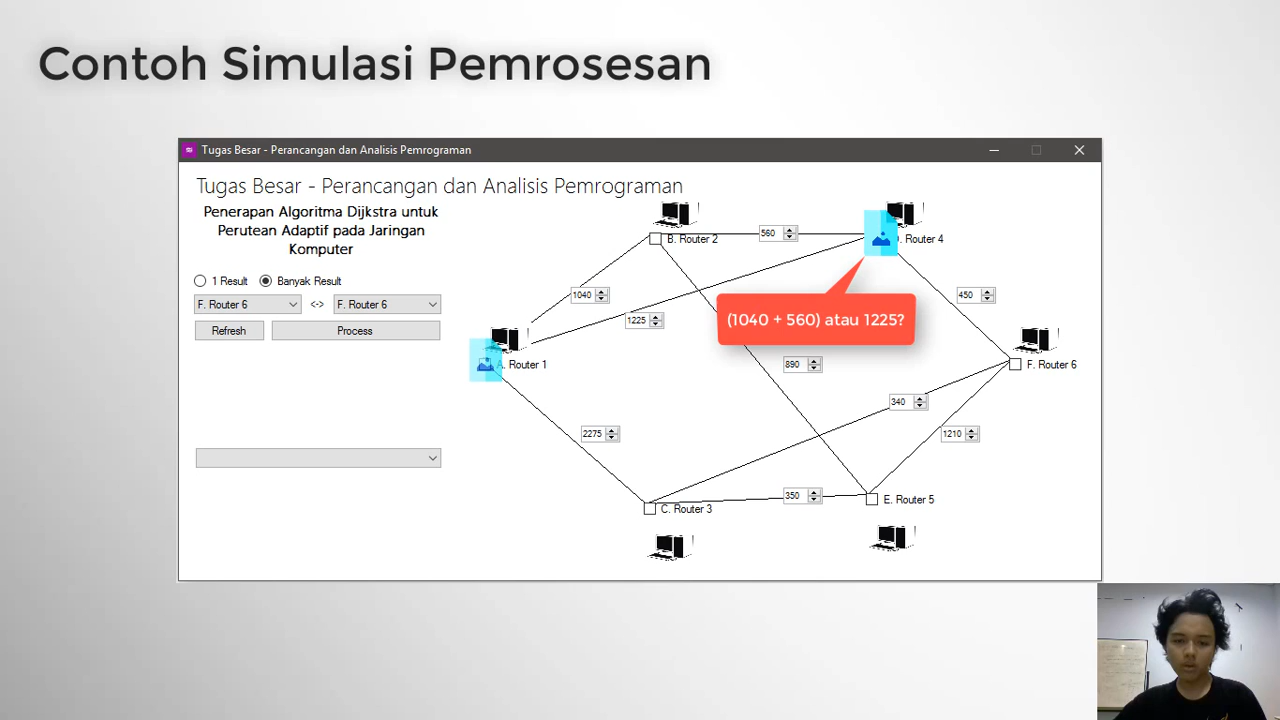 Contoh Simulasi Pemrosesan
Tugas Besar - Perancangan dan Analisis Pemrograman
Tugas Besar - Perancangan dan Analisis Pemrograman
Penerapan Algoritma Dijkstra untuk
Perutean Adaptif pada Jaringan
Komputer
1 Result
Banyak Result
F. Router 6
<->
F. Router 6
Refresh
Process
B. Router 2
560
Router 4
1040
1225
(1040 + 560) atau 1225?
450
A. Router 1
890
F. Router 6
340
2275
1210
350
C. Router 3
E. Router 5